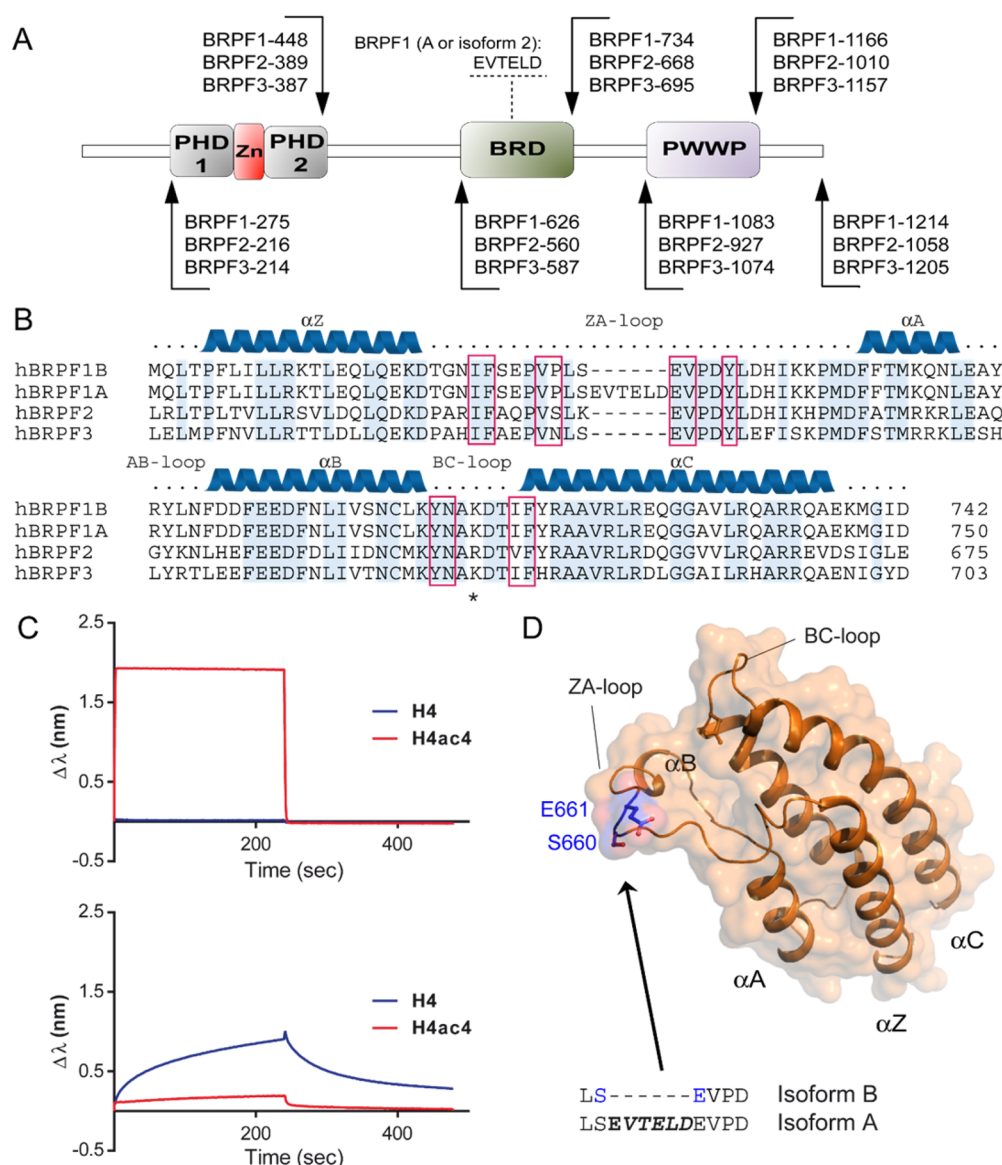 A
BRPF1-448
BRPF2-389
BRPF3-387
BRPF1 (A or isoform 2):
EVTELD
BRPF1-734
BRPF2-668
BRPF3-695
BRPF1-1166
BRPF2-1010
BRPF3-1157
PHD
1
Zn
PHD
2
BRD
PWWP
BRPF1-275
BRPF2-216
BRPF3-214
BRPF1-626
BRPF2-560
BRPF3-587
BRPF1-1083
BRPF2-927
BRPF3-1074
BRPF1-1214
BRPF2-1058
BRPF3-1205
B
αZ ZA-loop αA
hBRPF1B MQLTPFLILLRKTLEQLQEKDTGNIFSEPVPLS------EVPDYLDHIKKPMDFFTMKQNLEAY
hBRPF1A MQLTPFLILLRKTLEQLQEKDTGNIFSEPVPLSEVTELDEVPDYLDHIKKPMDFFTMKQNLEAY
hBRPF2 LRLTPLTVLLRSVLDQLQDKDPARIFAQPVSLK------EVPDYLDHIKHPMDFATMRKRLEAQ
hBRPF3 LELMPFNVLLRTTLDLLQEKDPAHIFAEPVNLS------EVPDYLEFISKPMDFSTMRRKLESH
AB-loop αB BC-loop αC
hBRPF1B RYLNFDDFEEDFNLIVSNCLKYNAKDTIFYRAAVRLREQGGAVLRQARRQAEKMGID 742
hBRPF1A RYLNFDDFEEDFNLIVSNCLKYNAKDTIFYRAAVRLREQGGAVLRQARRQAEKMGID 750
hBRPF2 GYKNLHEFEEDFDLIIDNCMKYNARDTVFYRAAVRLRDQGGVVLRQARREVDSIGLE 675
hBRPF3 LYRTLEEFEEDFNLIVTNCMKYNAKDTIFHRAAVRLRDLGGAILRHARRQAENIGYD 703
*
C
2.5
1.5
0.5
-0.5
Δλ (nm)
H4
H4ac4
0 200 400
Time (sec)
2.5
1.5
0.5
-0.5
Δλ (nm)
H4
H4ac4
0 200 400
Time (sec)
D
BC-loop
ZA-loop
αB
E661
S660
αC
αA
αZ
LS------EVPD Isoform B
LSEVTELDEVPD Isoform A